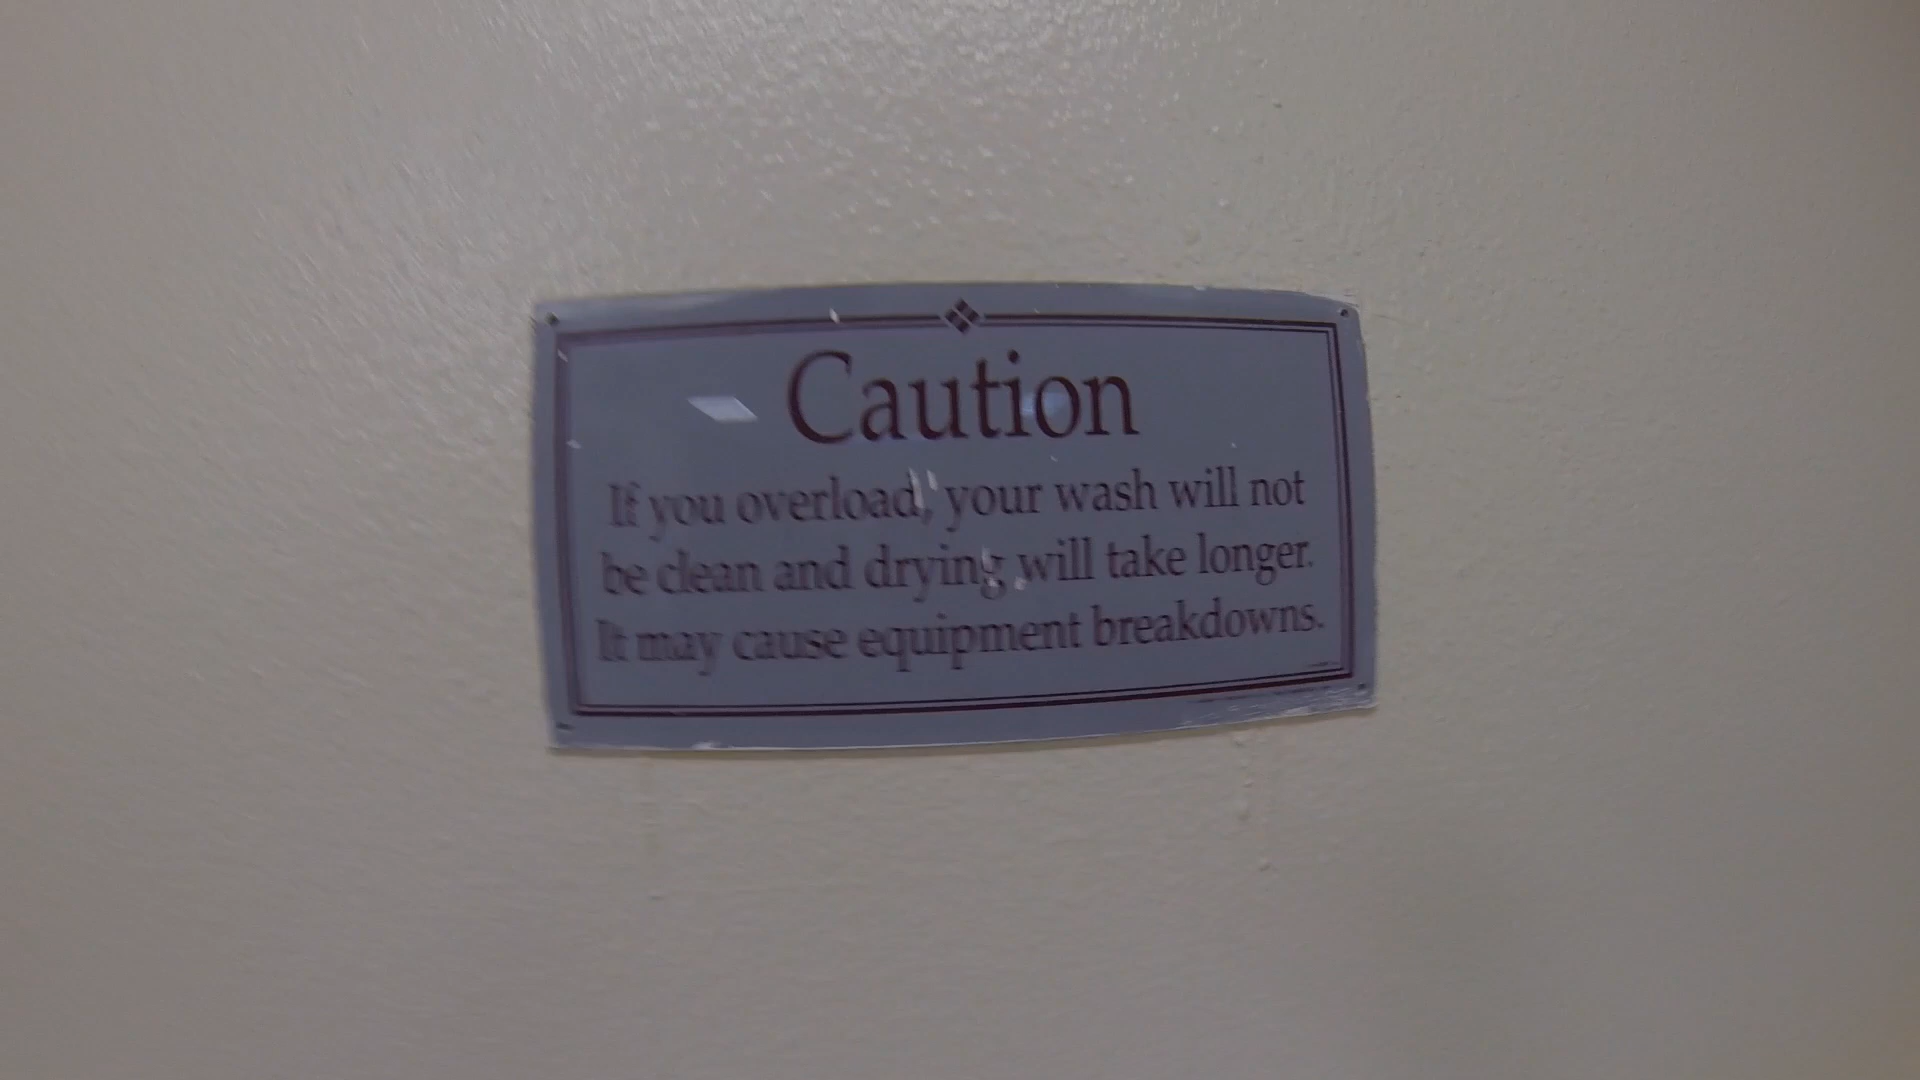 Caution
If you overload, your wash will not
be clean and drying will take longer.
It may cause equipment breakdowns.